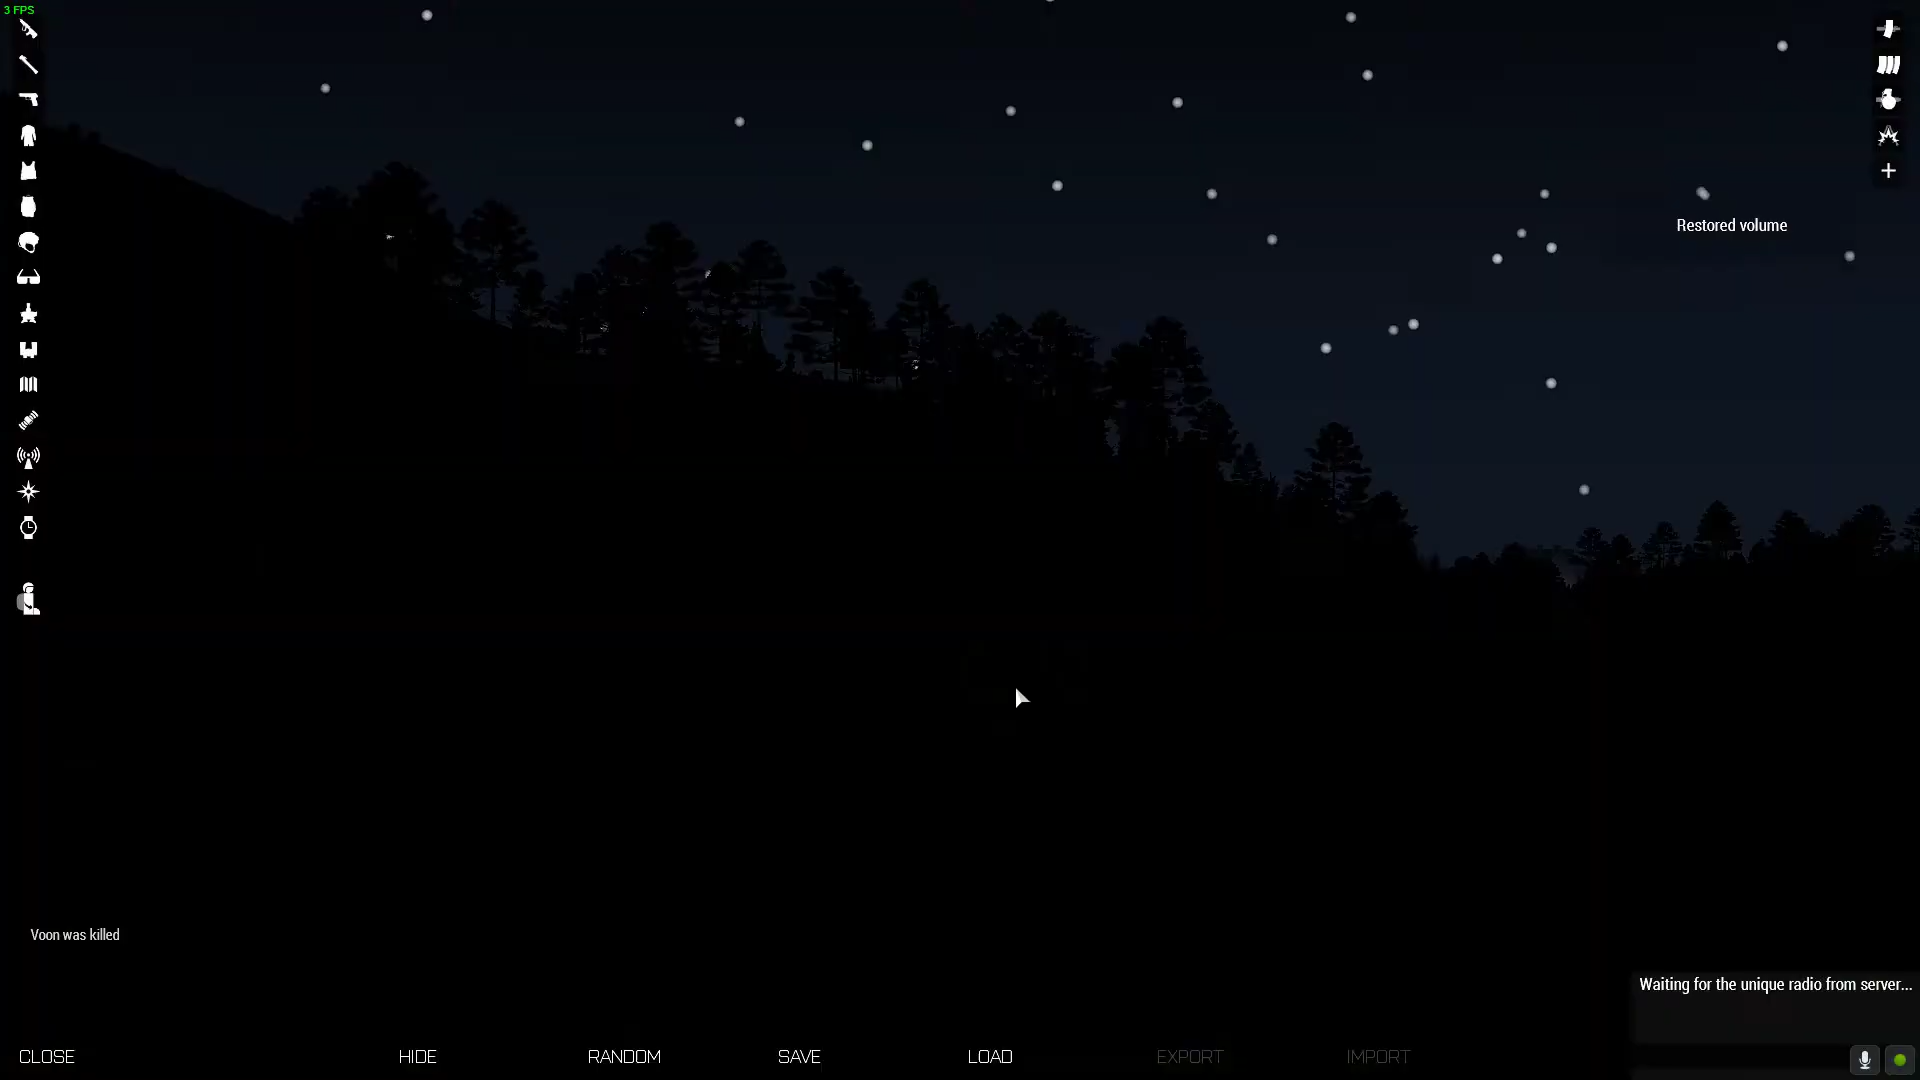 3 FPS
Restored volume
Voon was killed
Waiting for the unique radio from server...
CLOSE
HIDE
RANDOM
SAVE
LOAD
EXPORT
IMPORT